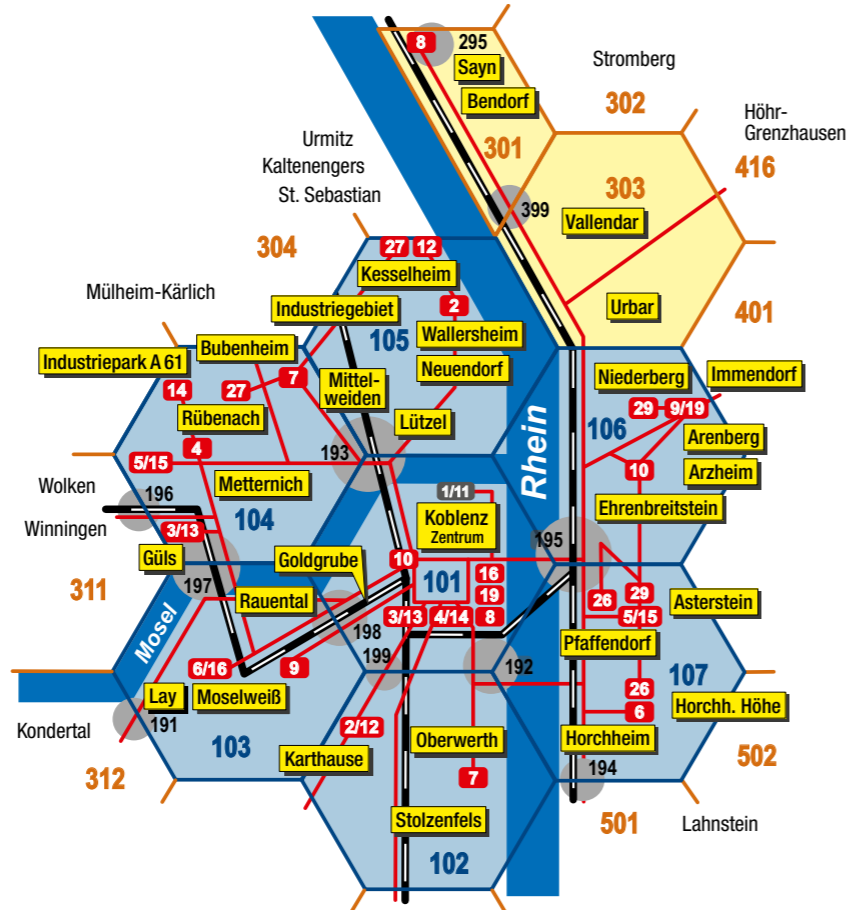 8
295
Sayn
Stromberg
Bendorf
302
Höhr-
Grenzhausen
Urmitz
301
416
Kaltenengers
303
St. Sebastian
399
Vallendar
304
27
12
Kesselheim
Mülheim-Kärlich
Industriegebiet
2
Urbar
401
105
Wallersheim
Bubenheim
Industriepark A 61
Neuendorf
Niederberg
Immendorf
14
27
7
Mittel-
weiden
29
9/19
Rübenach
Lützel
106
Arenberg
4
193
Rhein
5/15
10
Arzheim
Metternich
Wolken
196
1/11
Ehrenbreitstein
104
Koblenz
Zentrum
Winningen
3/13
195
Güls
Goldgrube
10
311
197
101
16
29
Rauental
19
26
Asterstein
Mosel
3/13
4/14
8
5/15
198
Pfaffendorf
199
6/16
9
192
107
Lay
Moselweiß
26
191
Horchh. Höhe
6
Kondertal
2/12
103
Oberwerth
Horchheim
Karthause
502
312
7
194
Stolzenfels
501
Lahnstein
102